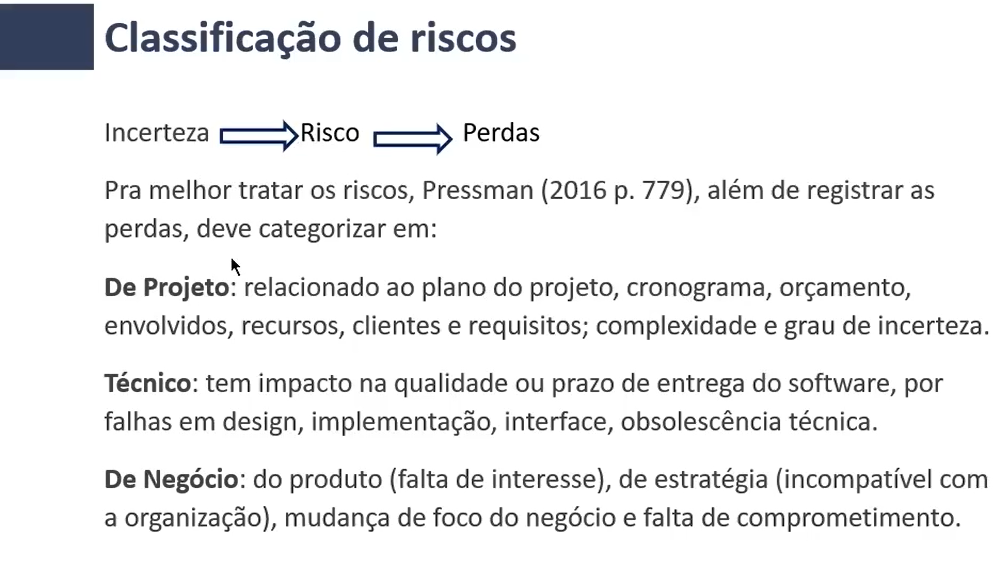 Classificação de riscos
Incerteza Risco Perdas
Pra melhor tratar os riscos, Pressman (2016 p. 779), além de registrar as
perdas, deve categorizar em:
De Projeto: relacionado ao plano do projeto, cronograma, orçamento,
envolvidos, recursos, clientes e requisitos; complexidade e grau de incerteza.
Técnico: tem impacto na qualidade ou prazo de entrega do software, por
falhas em design, implementação, interface, obsolescência técnica.
De Negócio: do produto (falta de interesse), de estratégia (incompatível com
a organização), mudança de foco do negócio e falta de comprometimento.